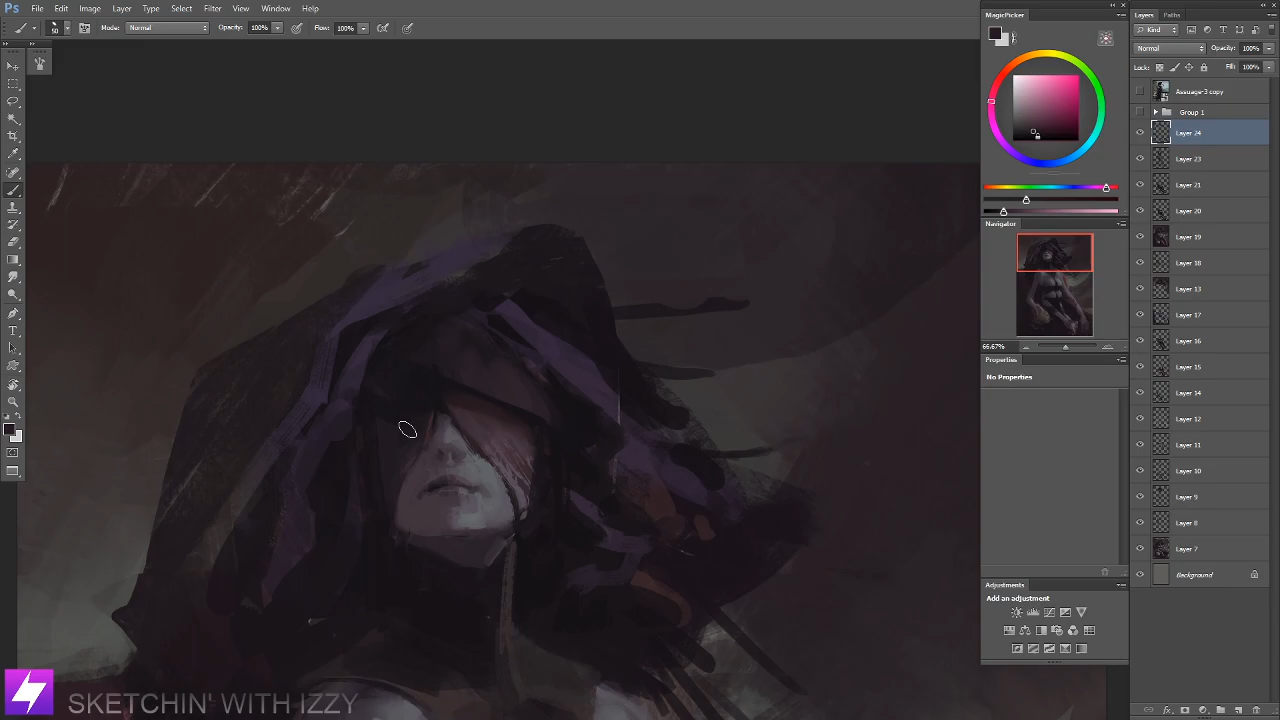 Ps File Edit Image Layer Type Select Filter View Window Help
50 Mode: Normal Opacity: 100% Flow: 100%
MagicPicker
Navigator
66.67%
Properties
No Properties
Adjustments
Add an adjustment
Layers Paths
Kind
Normal Opacity: 100%
Lock: Fill: 100%
Assuage-3 copy
Group 1
Layer 24
Layer 23
Layer 21
Layer 20
Layer 19
Layer 18
Layer 13
Layer 17
Layer 16
Layer 15
Layer 14
Layer 12
Layer 11
Layer 10
Layer 9
Layer 8
Layer 7
Background
SKETCHIN' WITH IZZY